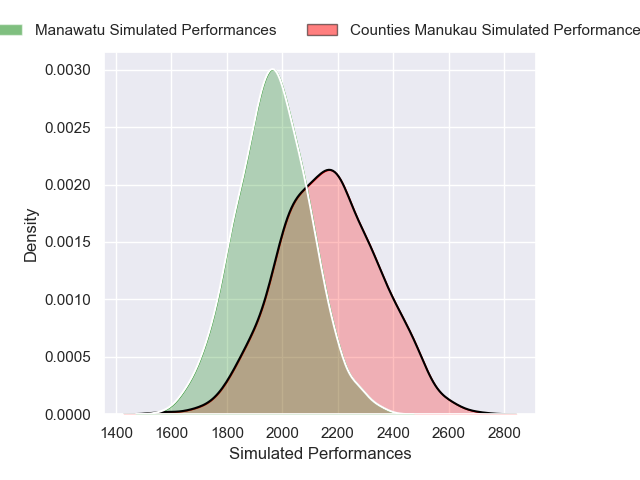 Manawatu Simulated Performances
Counties Manukau Simulated Performance
0.0030
0.0025
0.0020
0.0015
0.0010
0.0005
0.0000
Density
1400 1600 1800 2000 2200 2400 2600 2800
Simulated Performances